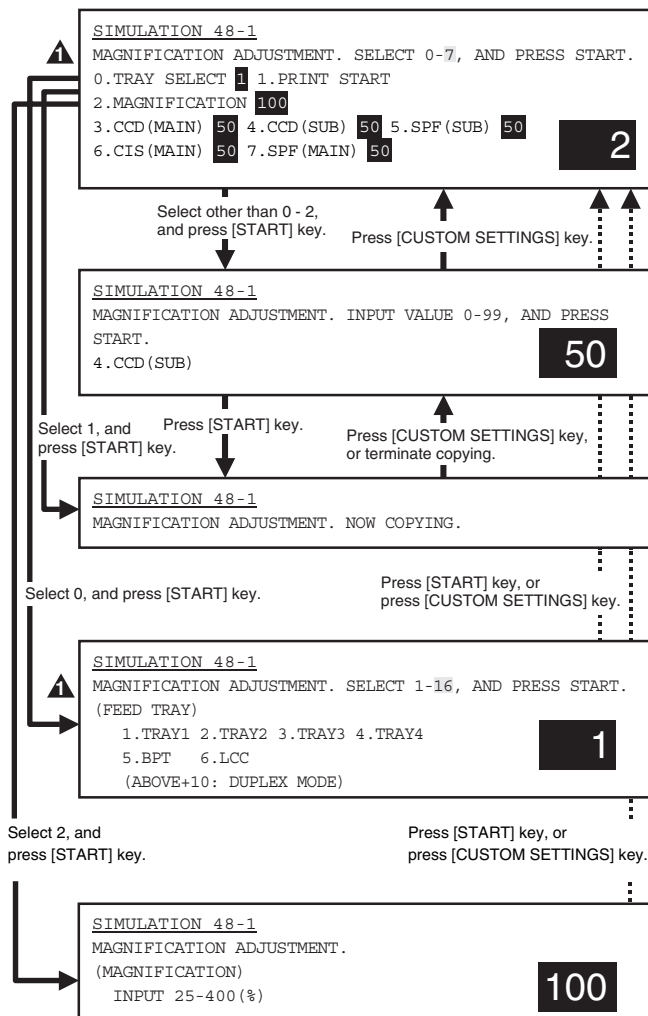 SIMULATION 48-1
1
MAGNIFICATION ADJUSTMENT. SELECT 0-7, AND PRESS START.
0.TRAY SELECT 1 1.PRINT START
2.MAGNIFICATION 100
3.CCD(MAIN) 50 4.CCD(SUB) 50 5.SPF(SUB) 50
6.CIS(MAIN) 50 7.SPF(MAIN) 50
2
Select other than 0 - 2,
and press [START] key.
Press [CUSTOM SETTINGS] key.
SIMULATION 48-1
MAGNIFICATION ADJUSTMENT. INPUT VALUE 0-99, AND PRESS
START.
4.CCD(SUB)
50
Select 1, and
press [START] key.
Press [START] key.
Press [CUSTOM SETTINGS] key,
or terminate copying.
SIMULATION 48-1
MAGNIFICATION ADJUSTMENT. NOW COPYING.
Select 0, and press [START] key.
Press [START] key, or
press [CUSTOM SETTINGS] key.
SIMULATION 48-1
1
MAGNIFICATION ADJUSTMENT. SELECT 1-16, AND PRESS START.
(FEED TRAY)
1.TRAY1 2.TRAY2 3.TRAY3 4.TRAY4
5.BPT 6.LCC
(ABOVE+10: DUPLEX MODE)
1
Select 2, and
press [START] key.
Press [START] key, or
press [CUSTOM SETTINGS] key.
SIMULATION 48-1
MAGNIFICATION ADJUSTMENT.
(MAGNIFICATION)
INPUT 25-400(%)
100